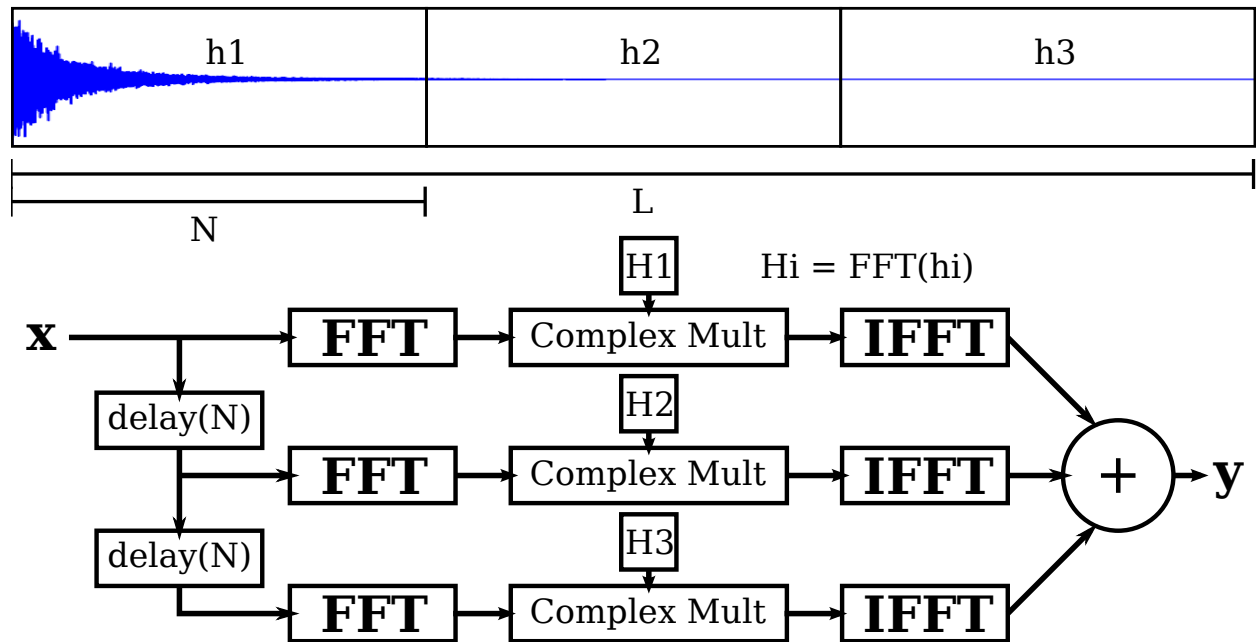 h1 h2 h3
L
N
H1 Hi = FFT(hi)
x FFT Complex Mult IFFT
delay(N) H2
FFT Complex Mult IFFT + y
delay(N) H3
FFT Complex Mult IFFT